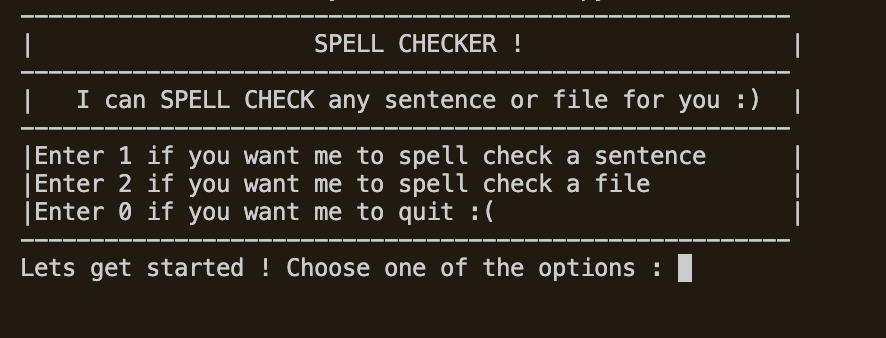 SPELL CHECKER !
I can SPELL CHECK any sentence or file for you :)
Enter 1 if you want me to spell check a sentence
Enter 2 if you want me to spell check a file
Enter 0 if you want me to quit :(
Lets get started ! Choose one of the options :